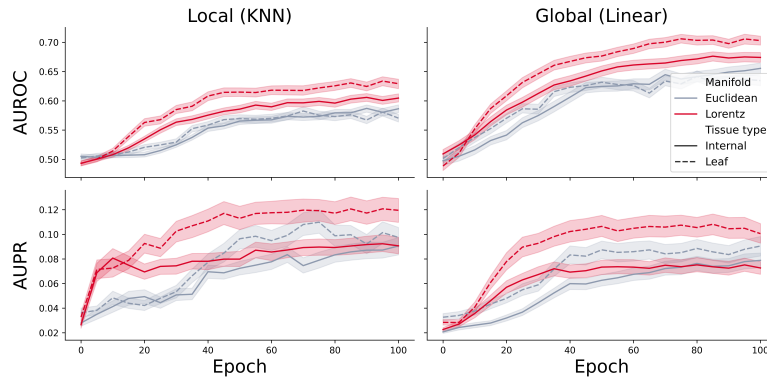 Local (KNN)
Global (Linear)
AUROC
0.70
0.65
0.60
0.55
0.50
Manifold
Euclidean
Lorentz
Tissue type
Internal
Leaf
AUPR
0.12
0.10
0.08
0.06
0.04
0.02
0 20 40 60 80 100
0 20 40 60 80 100
Epoch
Epoch